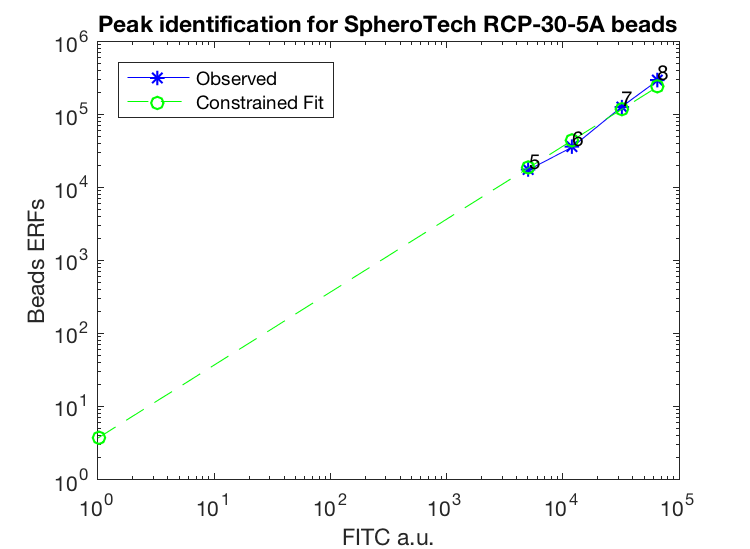 Peak identification for SpheroTech RCP-30-5A beads
10^6
Observed
Constrained Fit
8
7
10^5
6
5
10^4
Beads ERFs
10^3
10^2
10^1
10^0
10^0 10^1 10^2 10^3 10^4 10^5
FITC a.u.